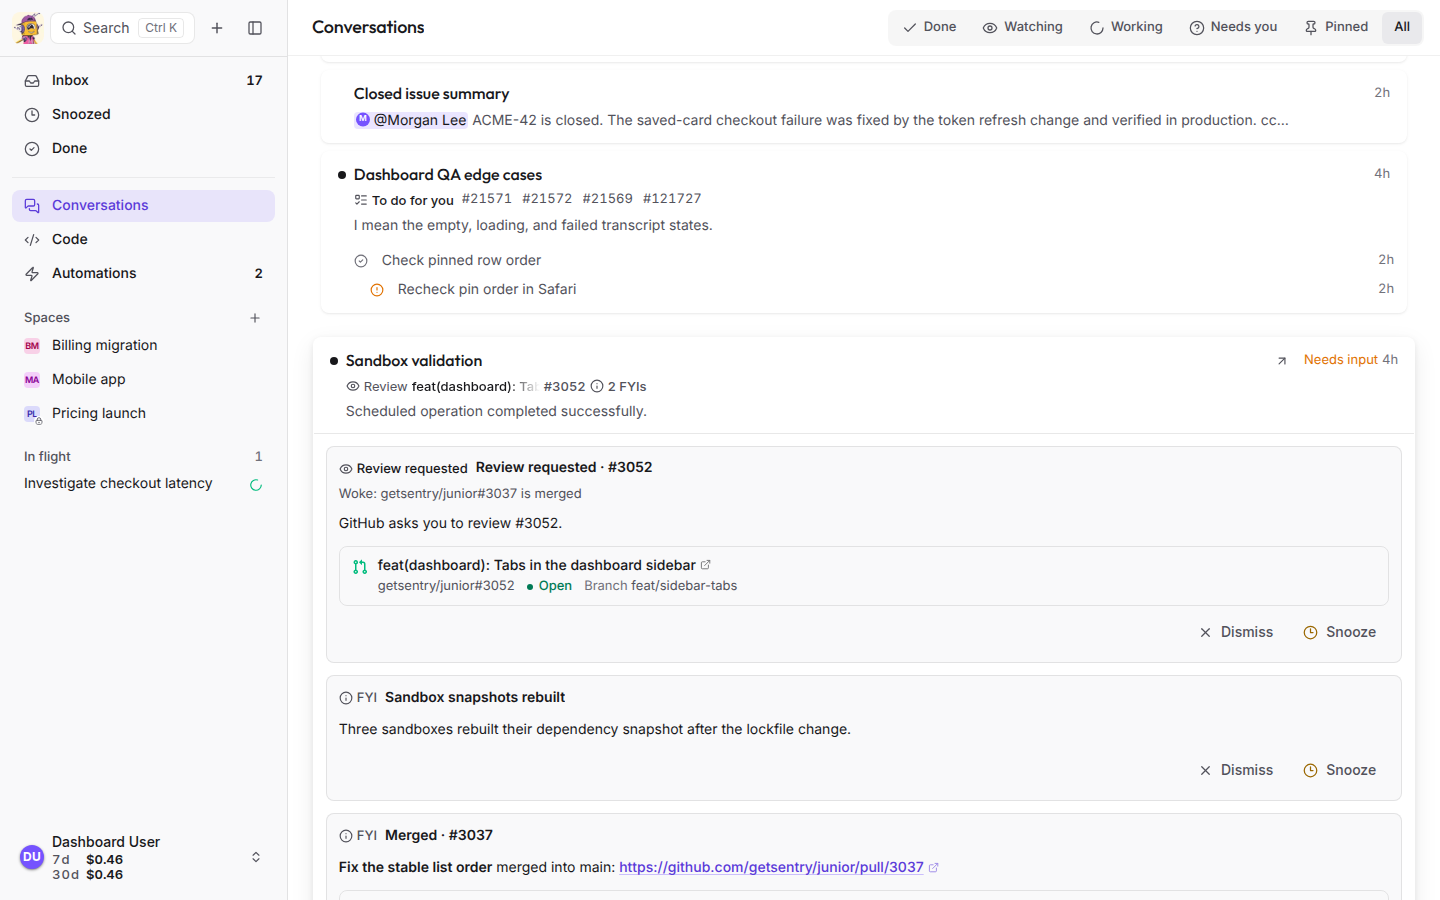 Search Ctrl K
Inbox 17
Snoozed
Done
Conversations
Code
Automations 2
Spaces
BM Billing migration
MA Mobile app
PL Pricing launch
In flight 1
Investigate checkout latency
DU Dashboard User
7d $0.46
30d $0.46
Conversations
Done Watching Working Needs you Pinned All
Closed issue summary 2h
M @Morgan Lee ACME-42 is closed. The saved-card checkout failure was fixed by the token refresh change and verified in production. cc...
Dashboard QA edge cases 4h
To do for you #21571 #21572 #21569 #121727
I mean the empty, loading, and failed transcript states.
Check pinned row order 2h
Recheck pin order in Safari 2h
Sandbox validation Needs input 4h
Review feat(dashboard): Tab #3052 2 FYIs
Scheduled operation completed successfully.
Review requested Review requested · #3052
Woke: getsentry/junior#3037 is merged
GitHub asks you to review #3052.
feat(dashboard): Tabs in the dashboard sidebar
getsentry/junior#3052 Open Branch feat/sidebar-tabs
Dismiss Snooze
FYI Sandbox snapshots rebuilt
Three sandboxes rebuilt their dependency snapshot after the lockfile change.
Dismiss Snooze
FYI Merged · #3037
Fix the stable list order merged into main: https://github.com/getsentry/junior/pull/3037